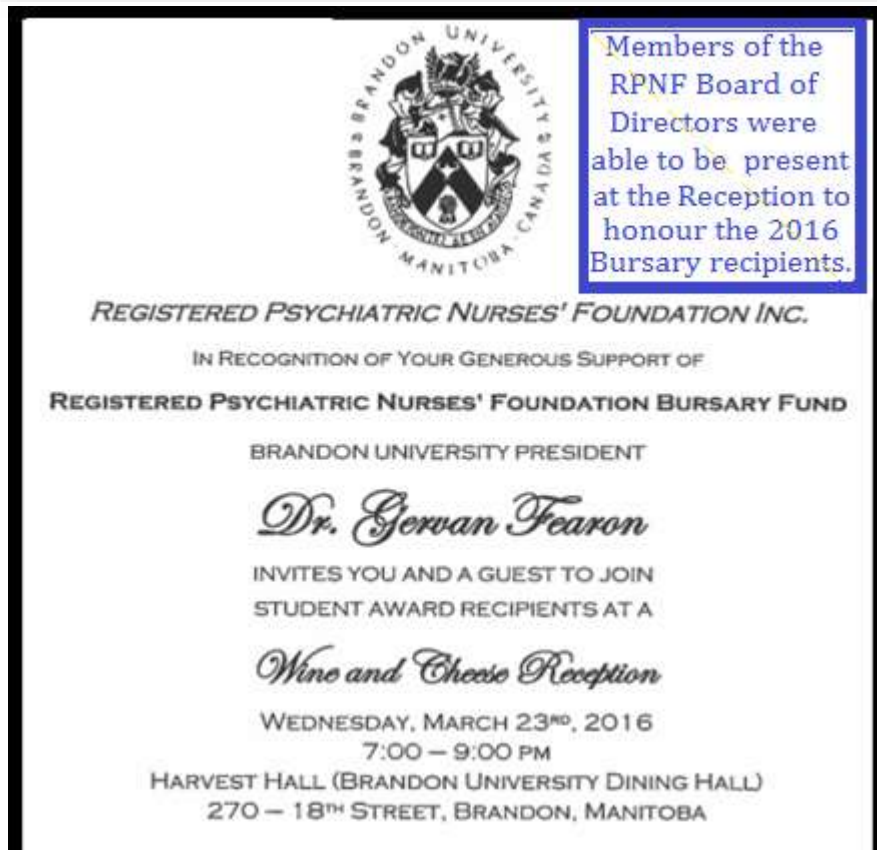 BRANDON UNIVERSITY
BRANDON · MANITOBA · CANADA
Members of the
RPNF Board of
Directors were
able to be present
at the Reception to
honour the 2016
Bursary recipients.
REGISTERED PSYCHIATRIC NURSES' FOUNDATION INC.
IN RECOGNITION OF YOUR GENEROUS SUPPORT OF
REGISTERED PSYCHIATRIC NURSES' FOUNDATION BURSARY FUND
BRANDON UNIVERSITY PRESIDENT
Dr. Gervan Fearon
INVITES YOU AND A GUEST TO JOIN
STUDENT AWARD RECIPIENTS AT A
Wine and Cheese Reception
WEDNESDAY, MARCH 23RD, 2016
7:00 – 9:00 PM
HARVEST HALL (BRANDON UNIVERSITY DINING HALL)
270 – 18TH STREET, BRANDON, MANITOBA